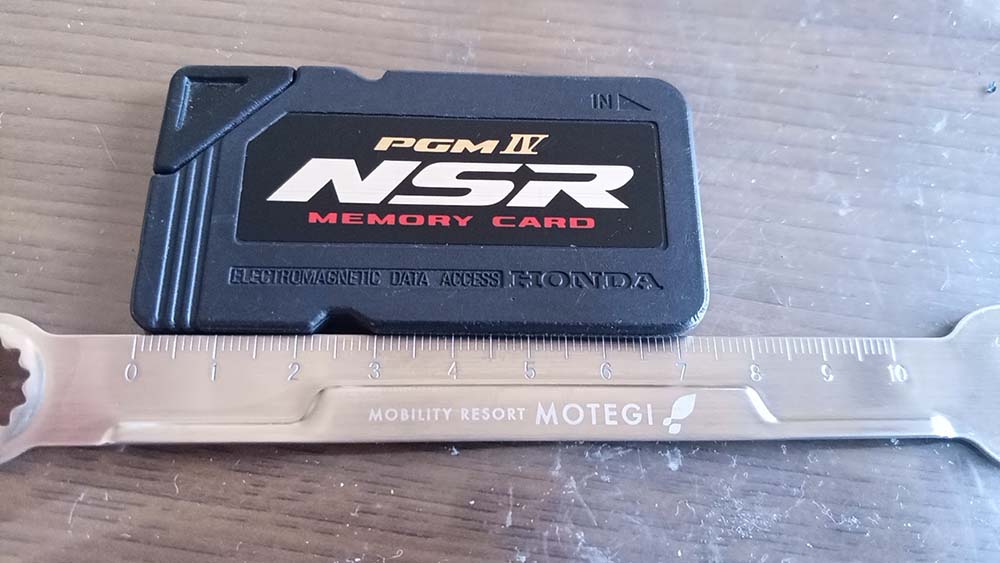 IN
PGM IV
NSR
MEMORY CARD
ELECTROMAGNETIC DATA ACCESS HONDA
0 1 2 3 4 5 6 7 8 9 10
MOBILITY RESORT MOTEGI